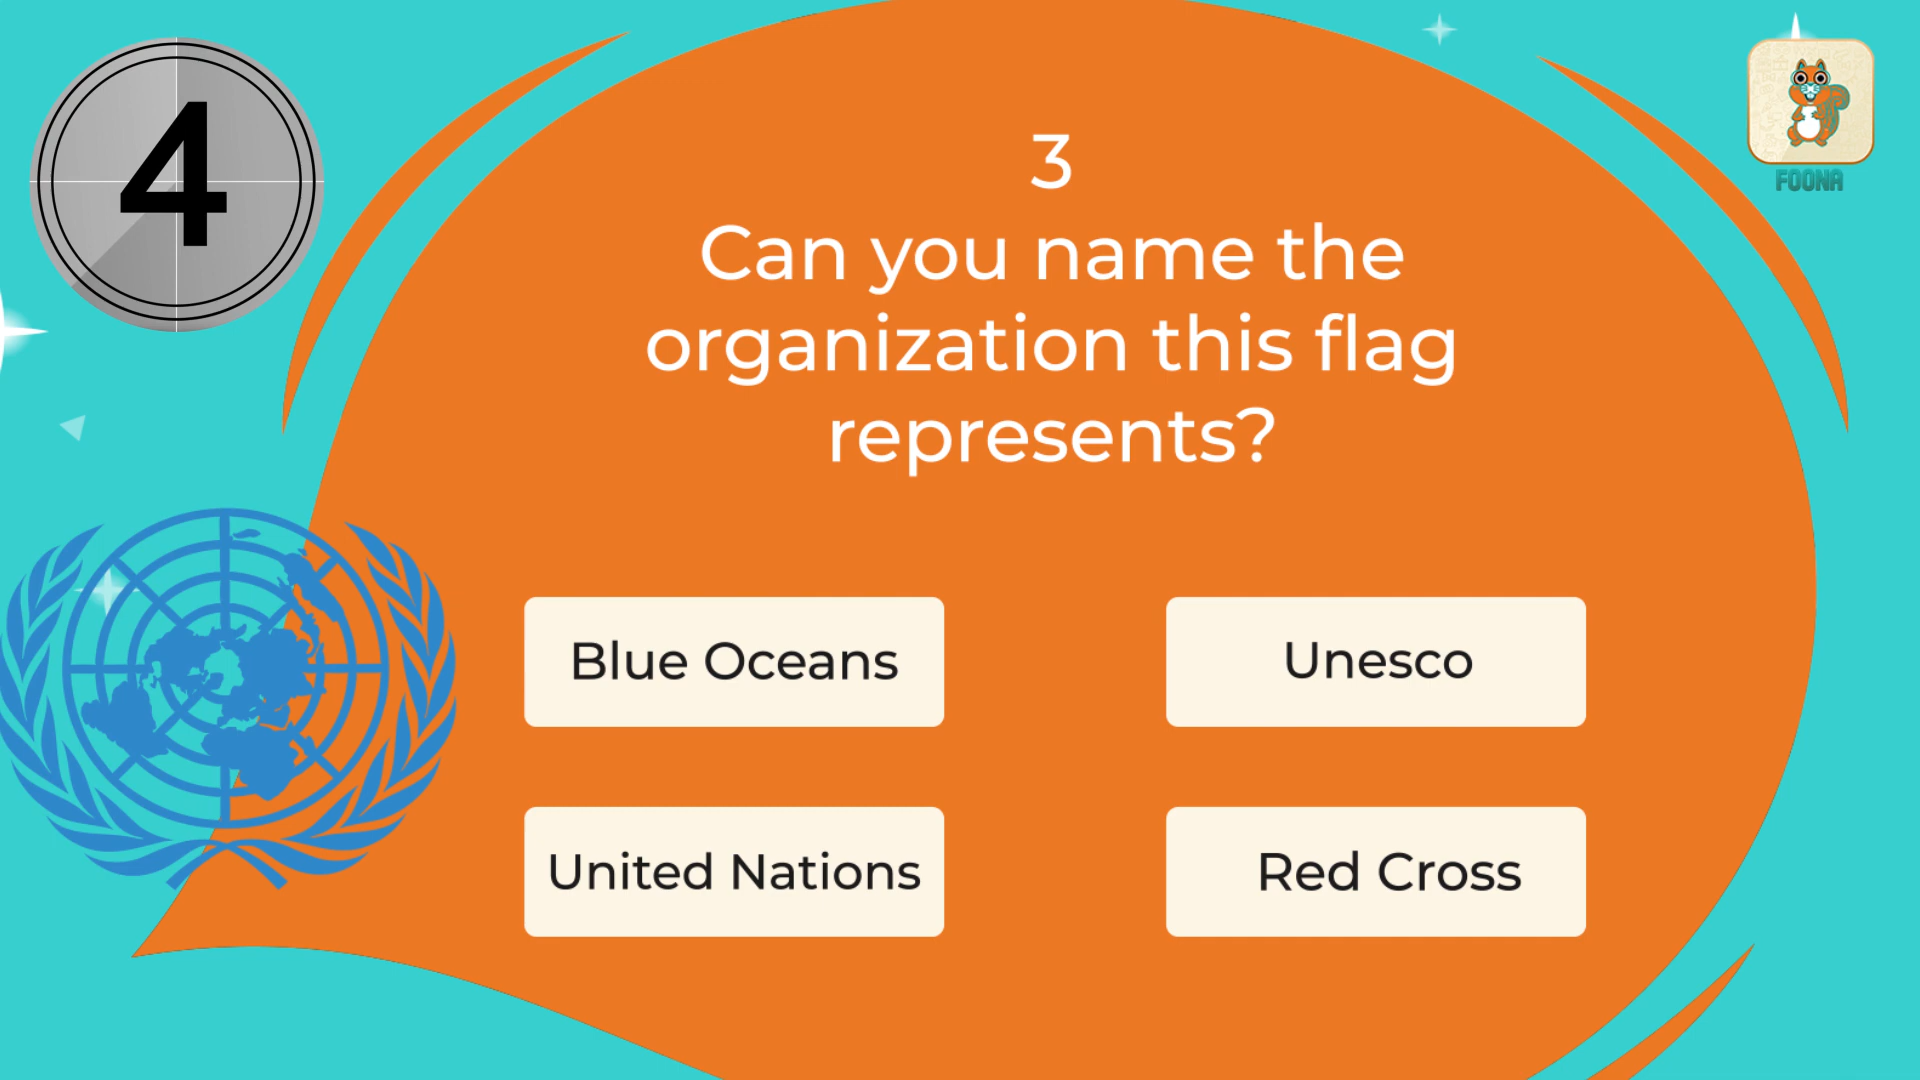 4
FOONA
3
Can you name the
organization this flag
represents?
Blue Oceans
Unesco
United Nations
Red Cross